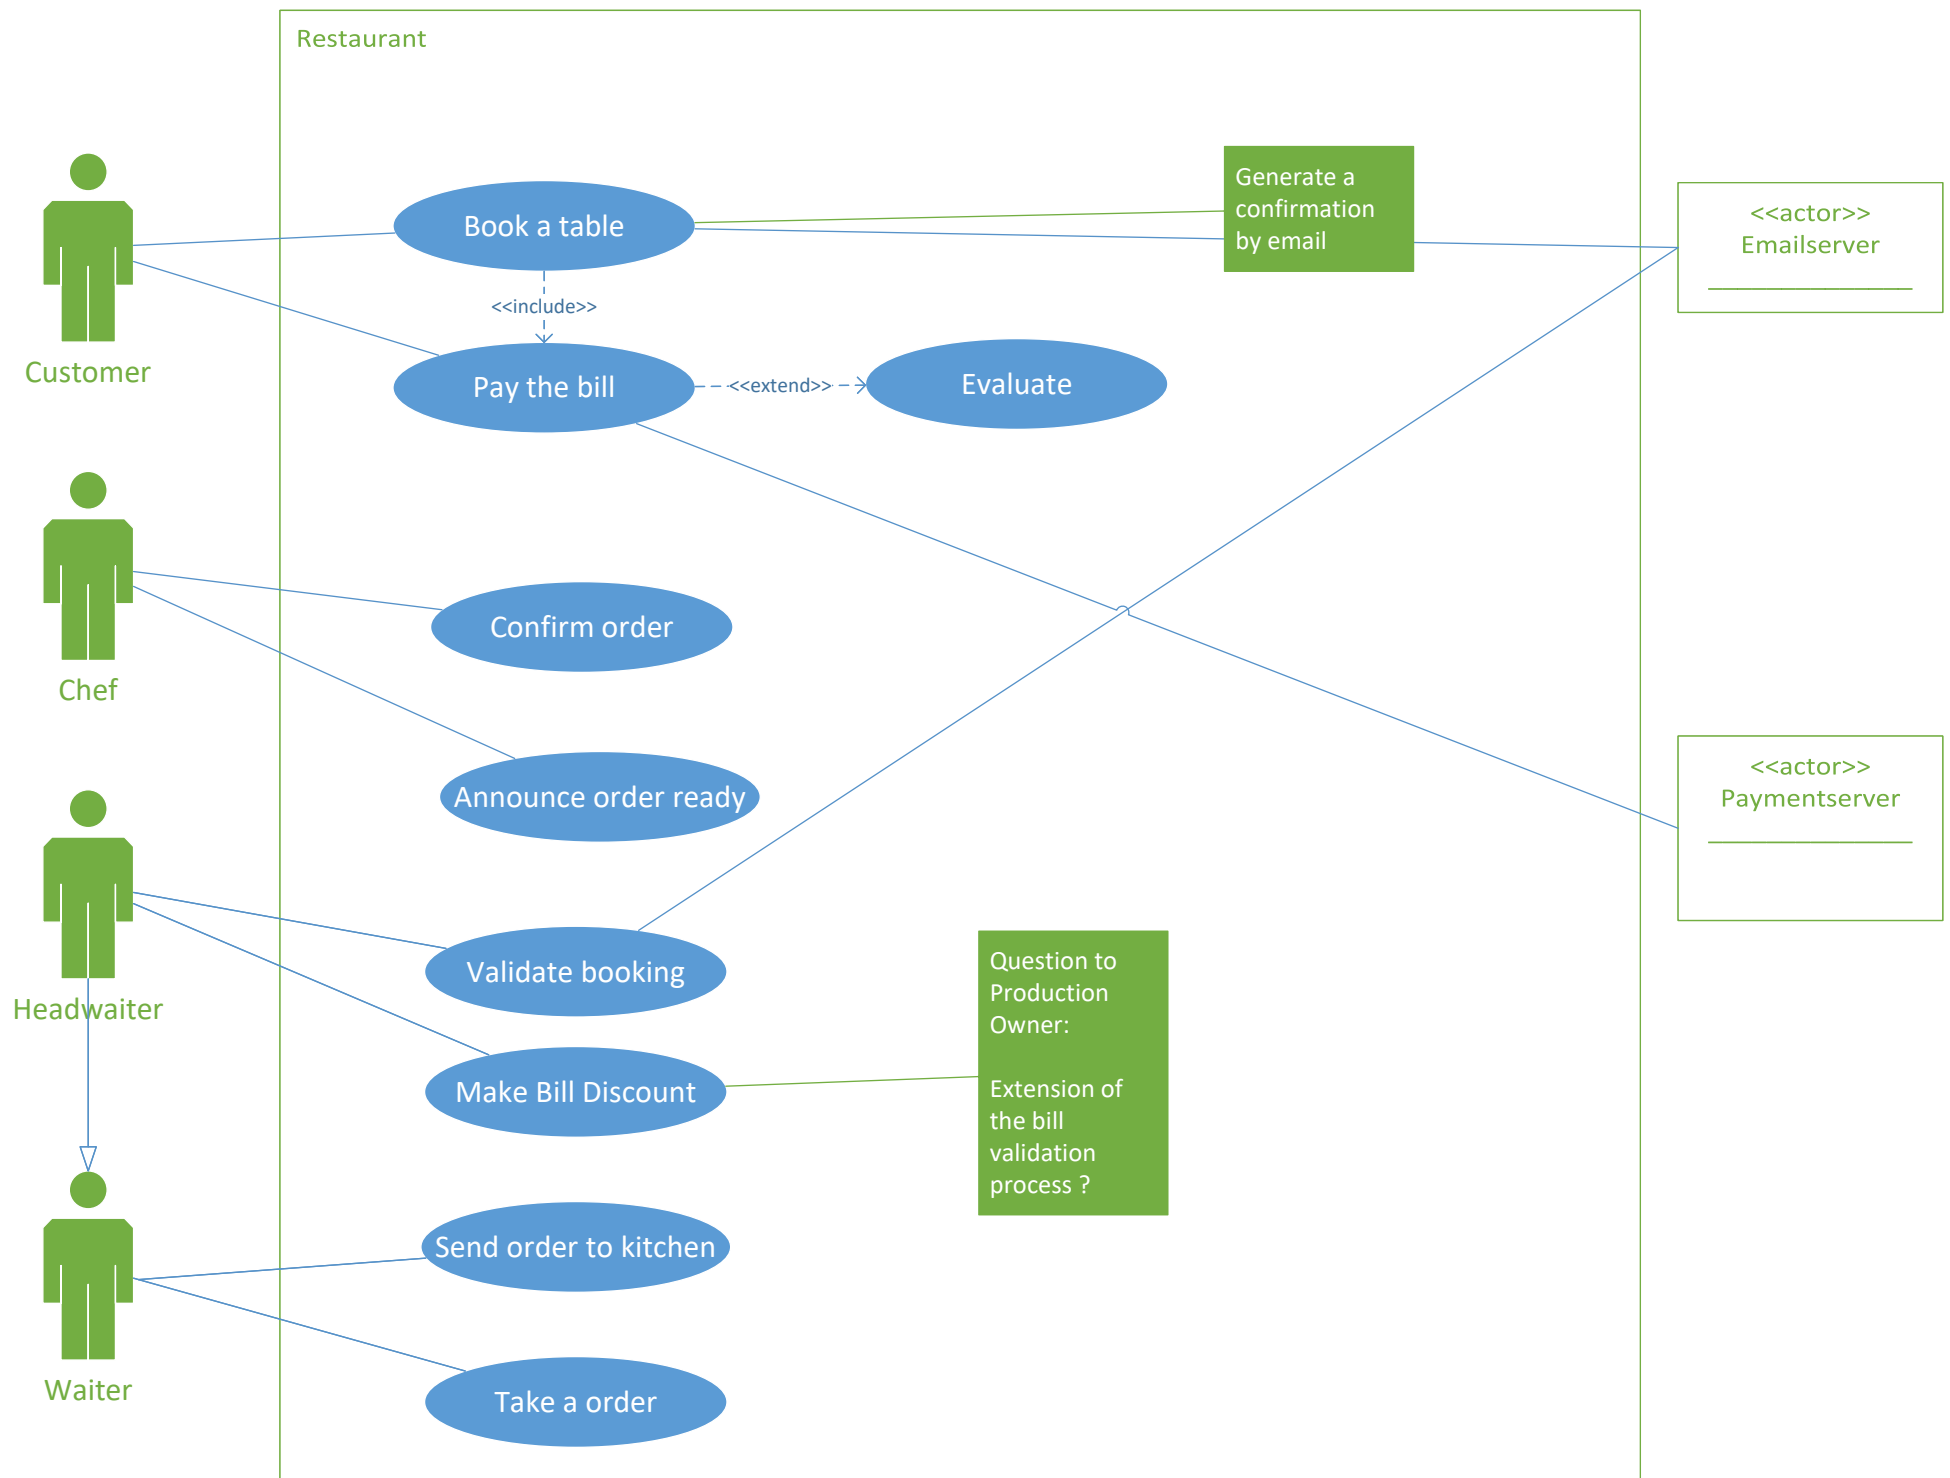 Restaurant
Book a table
Generate a
confirmation
by email
<<actor>>
Emailserver
<<include>>
Customer
Pay the bill
<<extend>>
Evaluate
Confirm order
Chef
Announce order ready
<<actor>>
Paymentserver
Validate booking
Headwaiter
Make Bill Discount
Question to
Production
Owner:
Extension of
the bill
validation
process ?
Send order to kitchen
Waiter
Take a order